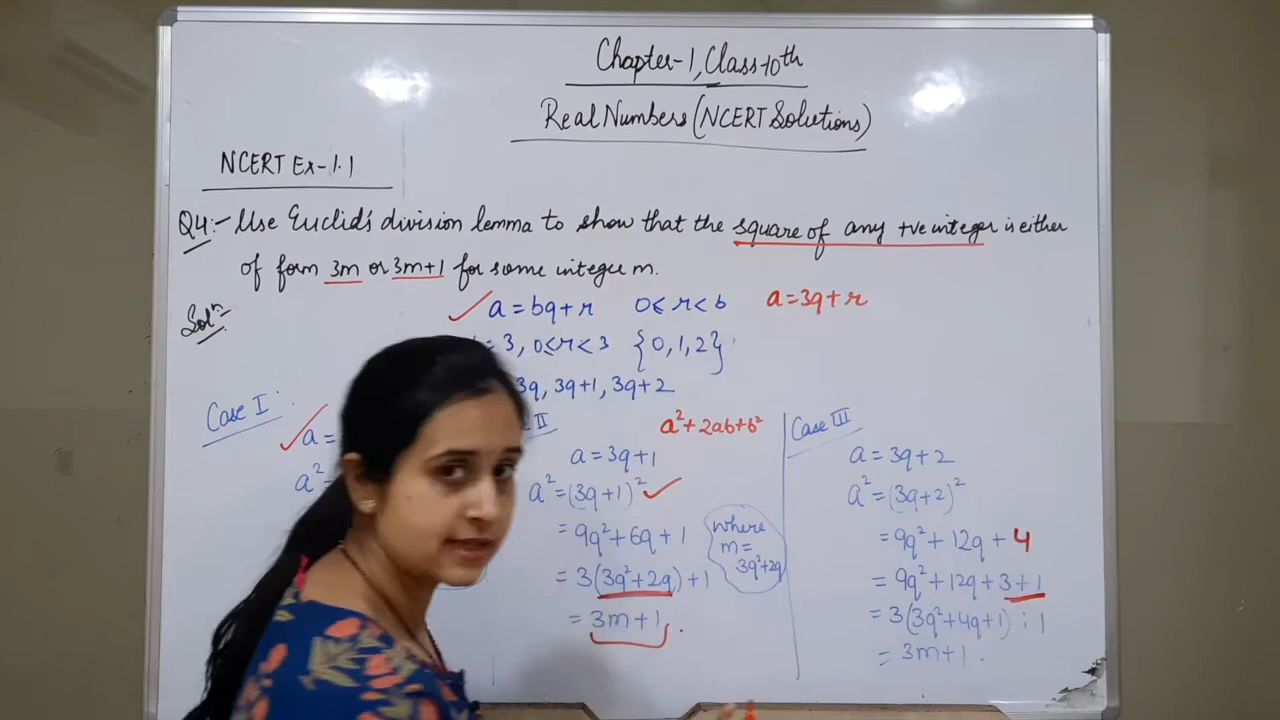 Chapter-1, Class-10th
Real Numbers (NCERT Solutions)
NCERT Ex-1.1
Q4:- Use Euclid's division lemma to show that the square of any +ve integer is either
of form 3m or 3m+1 for some integer m.
Solⁿ:
a = bq + r 0 ≤ r < b a = 3q + r
= 3, 0 ≤ r < 3 {0, 1, 2}
3q, 3q+1, 3q+2
Case I
a =
a² =
II
a² + 2ab + b²
a = 3q + 1
a² = (3q + 1)²
= 9q² + 6q + 1
= 3(3q² + 2q) + 1
= 3m + 1.
where
m =
3q² + 2q
Case III
a = 3q + 2
a² = (3q + 2)²
= 9q² + 12q + 4
= 9q² + 12q + 3 + 1
= 3(3q² + 4q + 1) : 1
= 3m + 1.